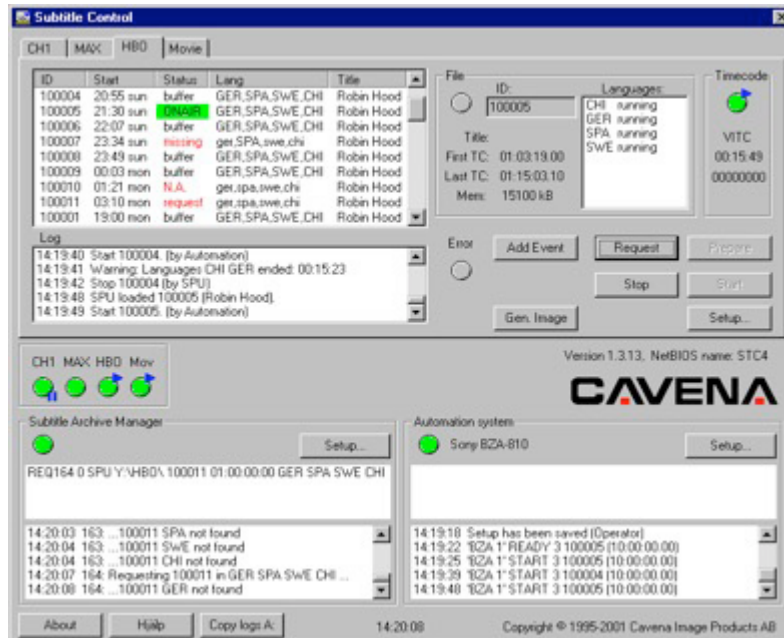 Subtitle Control
CH1 MAX HBO Movie
ID Start Status Lang Title
100004 20:55 sun buffer GER,SPA,SWE,CHI Robin Hood
100005 21:30 sun ONAIR GER,SPA,SWE,CHI Robin Hood
100006 22:07 sun buffer GER,SPA,SWE,CHI Robin Hood
100007 23:34 sun missing ger,SPA,swe,chi Robin Hood
100008 23:49 sun buffer GER,SPA,SWE,CHI Robin Hood
100009 00:03 mon buffer GER,SPA,SWE,CHI Robin Hood
100010 01:21 mon N.A. ger,spa,swe,chi Robin Hood
100011 03:10 mon request ger,spa,swe,chi Robin Hood
100001 19:00 mon buffer GER,SPA,SWE,CHI Robin Hood
File
ID:
100005
Title:
First TC: 01:03:19.00
Last TC: 01:15:03.10
Mem: 15100 kB
Languages:
CHI running
GER running
SPA running
SWE running
Timecode
VITC
00:15:49
00000000
Log
14:19:40 Start 100004. (by Automation)
14:19:41 Warning: Languages CHI GER ended: 00:15:23
14:19:42 Stop 100004 (by SPU)
14:19:48 SPU loaded 100005 (Robin Hood).
14:19:49 Start 100005. (by Automation)
Error
Add Event Request Prepare
Stop Start
Gen. Image Setup...
CH1 MAX HBO Mov
Version 1.3.13, NetBIOS name: STC4
CAVENA
Subtitle Archive Manager
Setup...
REQ164 0 SPU Y:\HBO\ 100011 01:00:00:00 GER SPA SWE CHI
14:20:03 163: ...100011 SPA not found
14:20:04 163: ...100011 SWE not found
14:20:04 163: ...100011 CHI not found
14:20:07 164: Requesting 100011 in GER SPA SWE CHI ...
14:20:08 164: ...100011 GER not found
Automation system
Sony BZA-810
Setup...
14:19:18 Setup has been saved (Operator)
14:19:22 'BZA 1' READY 3 100005 (10:00:00.00)
14:19:25 'BZA 1' START 3 100005 (10:00:00.00)
14:19:39 'BZA 1' START 3 100004 (10:00:00.00)
14:19:48 'BZA 1' START 3 100005 (10:00:00.00)
About Hjälp Copy logs A: 14:20:08 Copyright © 1995-2001 Cavena Image Products AB